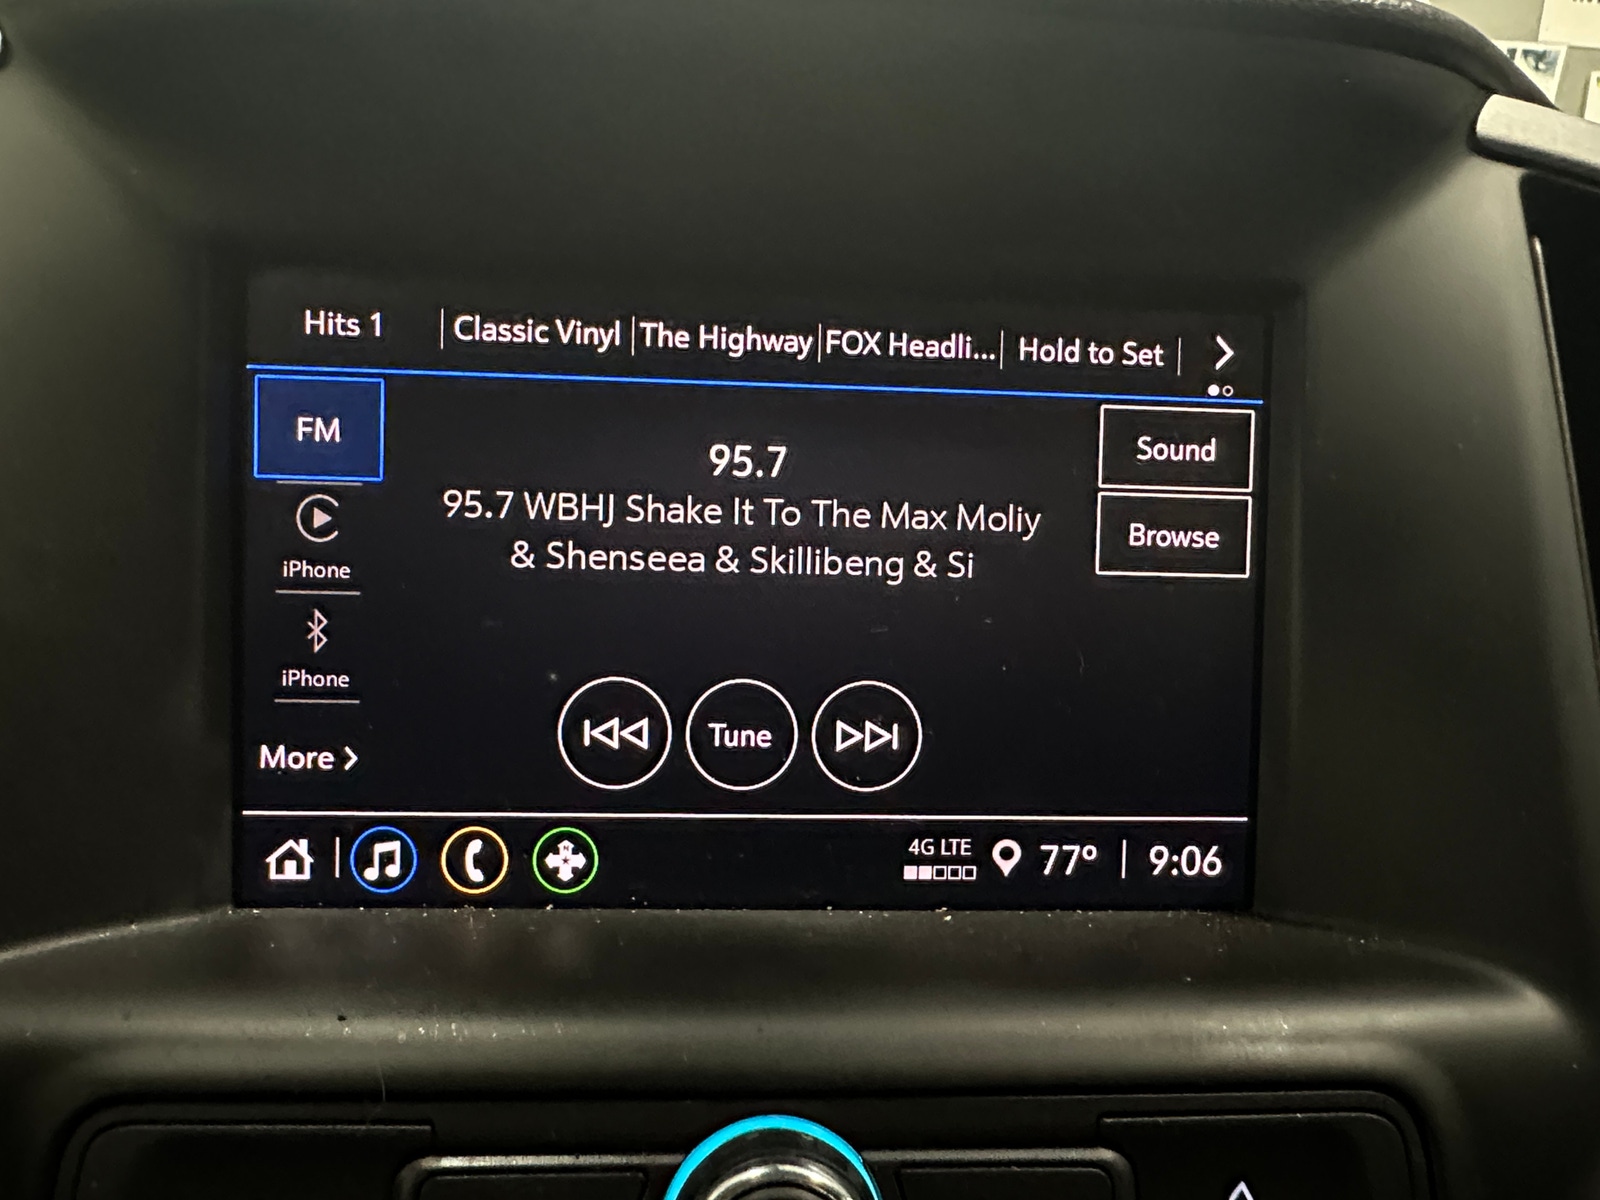 Hits 1
Classic Vinyl
The Highway
FOX Headli...
Hold to Set
FM
95.7
95.7 WBHJ Shake It To The Max Moliy
& Shenseea & Skillibeng & Si
Sound
Browse
iPhone
iPhone
More
Tune
4G LTE
77°
9:06